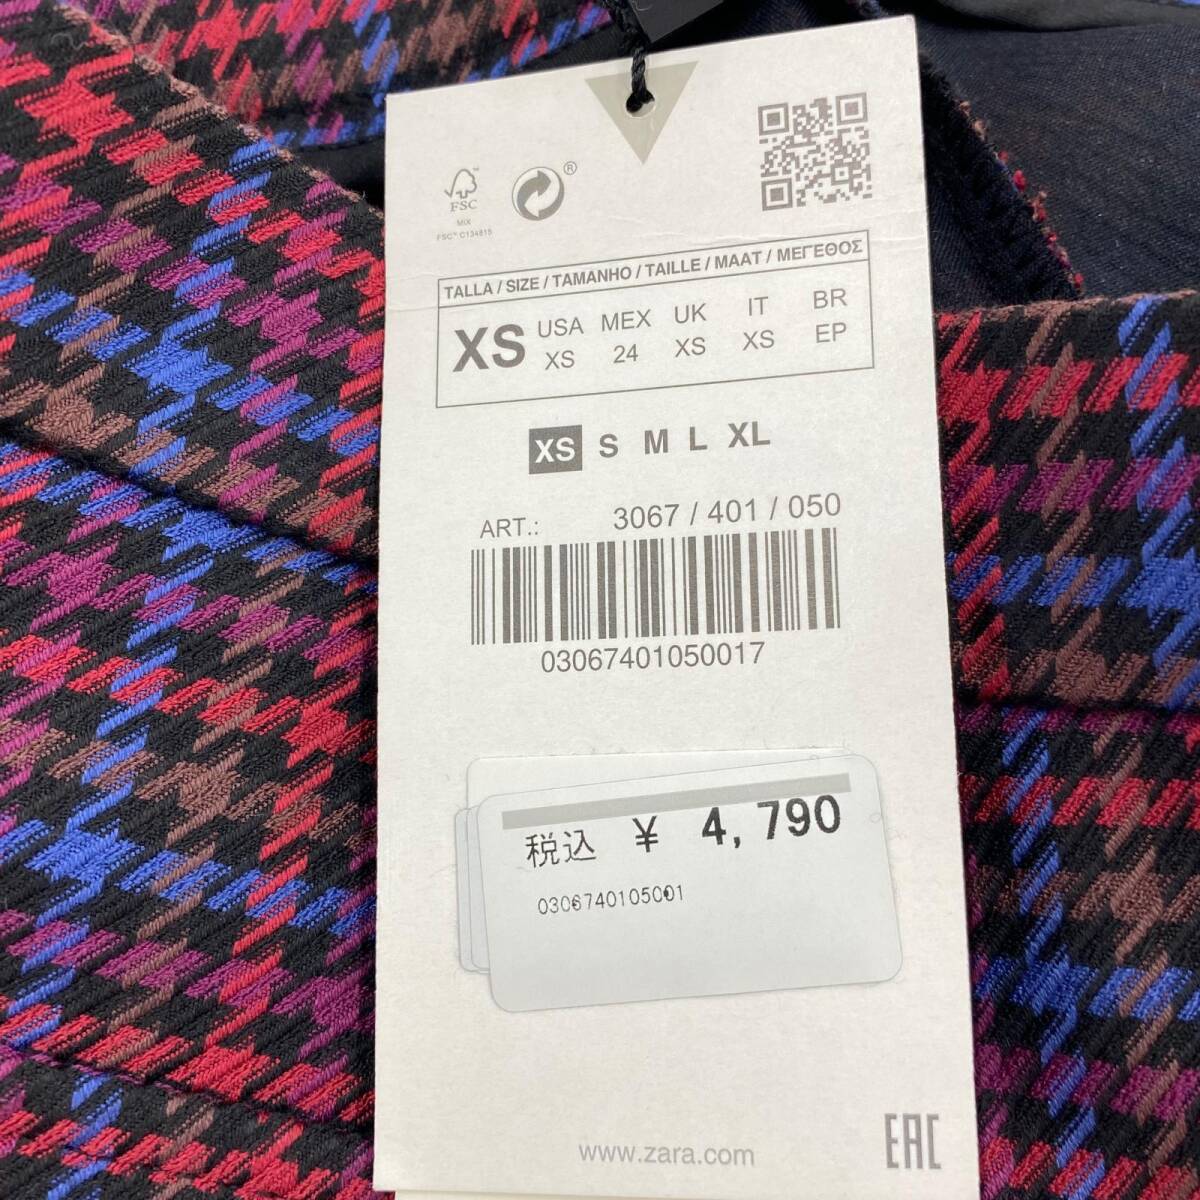 ®
FSC
MIX
FSC™ C134815
TALLA / SIZE / TAMANHO / TAILLE / MAAT / ΜΕΓΕΘΟΣ
XS USA MEX UK IT BR
XS 24 XS XS EP
XS S M L XL
ART.: 3067 / 401 / 050
03067401050017
税込 ¥ 4,790
0306740105001
www.zara.com
EAC